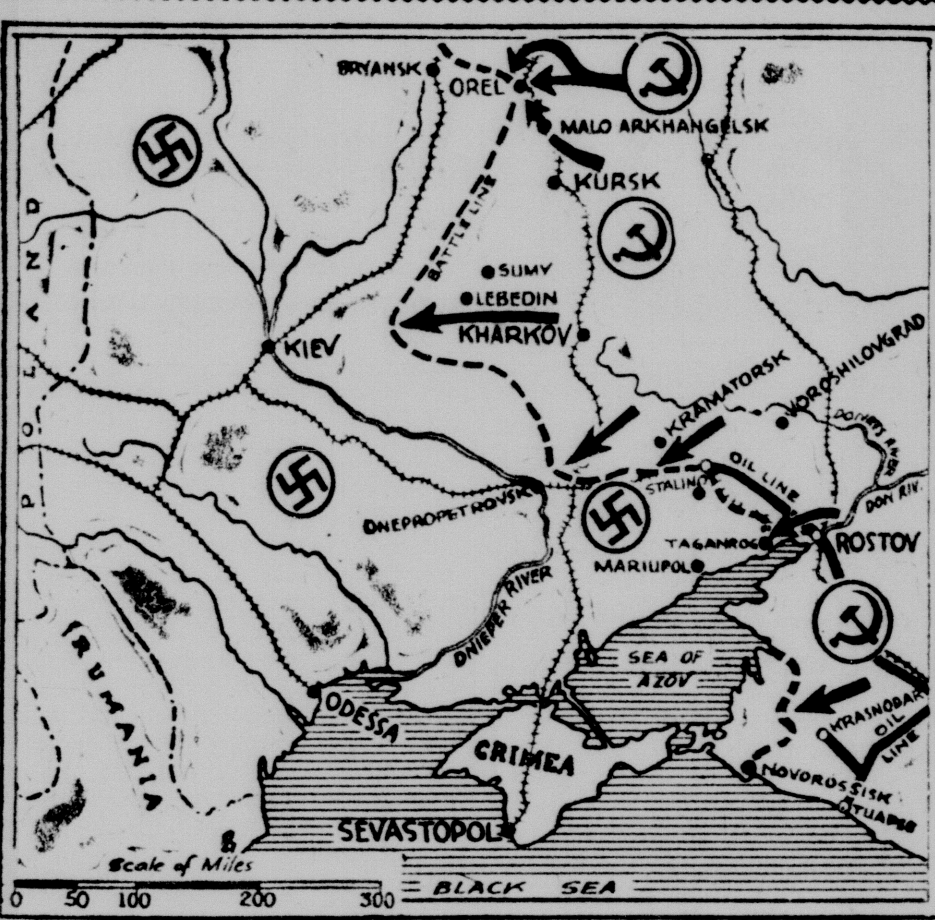 BRYANSK
OREL
MALO ARKHANGELSK
KURSK
BATTLE LINE
SUMY
LEBEDIN
KHARKOV
POLAND
KIEV
KRAMATORSK
VOROSHILOVGRAD
DONETS RIVER
OIL LINE
STALINO
DON RIV.
DNEPROPETROVSK
TAGANROG
ROSTOV
MARIUPOL
DNIEPER RIVER
RUMANIA
SEA OF
AZOV
ODESSA
KRASNODAR
OIL
LINE
CRIMEA
NOVOROSSISK
TUAPSE
SEVASTOPOL
Scale of Miles
0 50 100 200 300
BLACK SEA